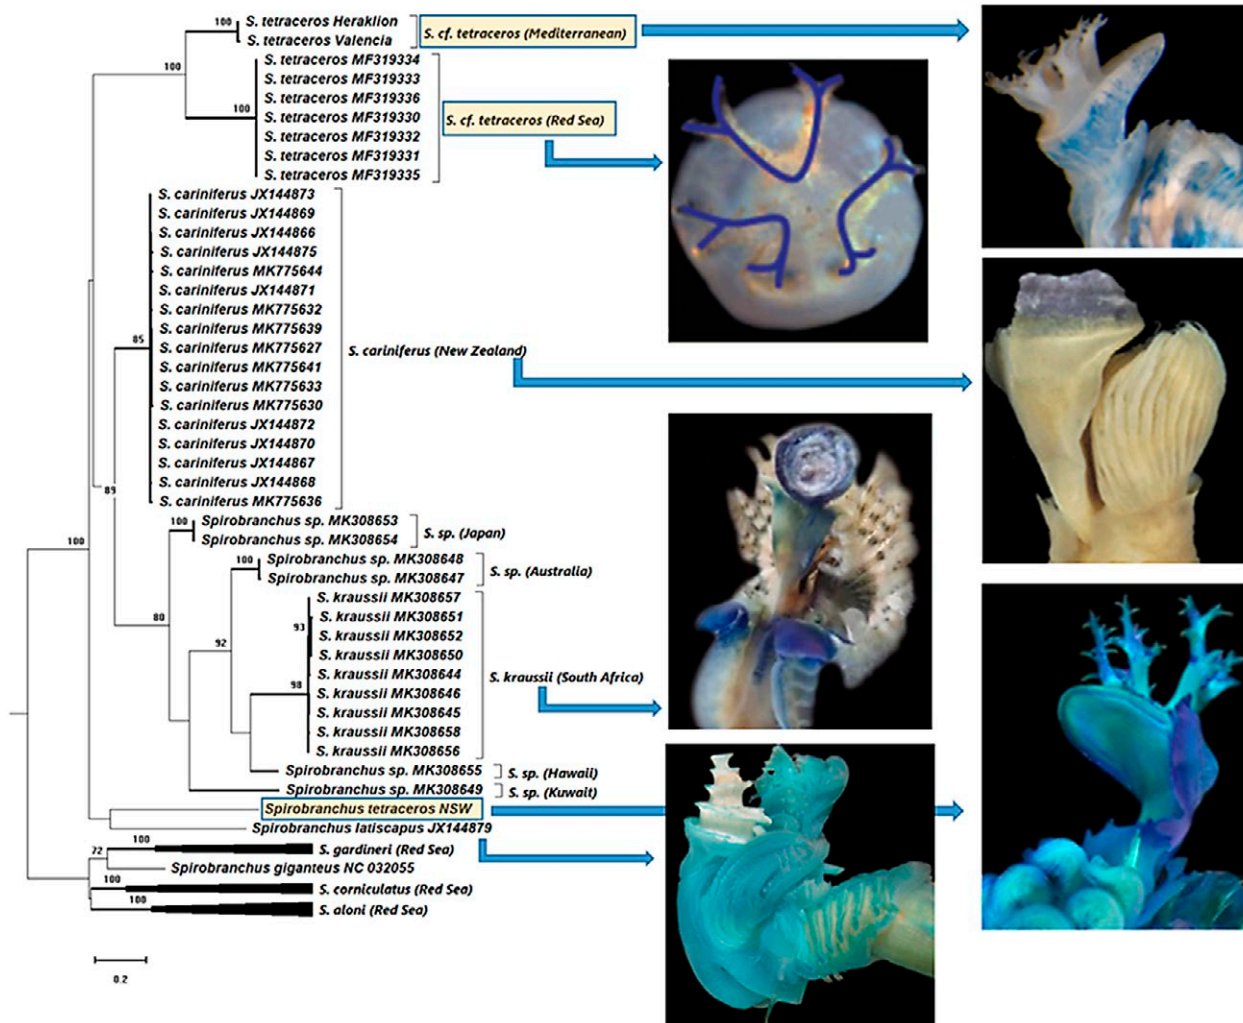 S. tetraceros Heraklion
S. tetraceros Valencia
S. cf. tetraceros (Mediterranean)
100
100
S. tetraceros MF319334
S. tetraceros MF319333
S. tetraceros MF319336
S. tetraceros MF319330
S. tetraceros MF319332
S. tetraceros MF319331
S. tetraceros MF319335
100
S. cf. tetraceros (Red Sea)
S. cariniferus JX144873
S. cariniferus JX144869
S. cariniferus JX144866
S. cariniferus JX144875
S. cariniferus MK775644
S. cariniferus JX144871
S. cariniferus MK775632
S. cariniferus MK775639
S. cariniferus MK775627
S. cariniferus MK775641
S. cariniferus MK775633
S. cariniferus MK775630
S. cariniferus JX144872
S. cariniferus JX144870
S. cariniferus JX144867
S. cariniferus JX144868
S. cariniferus MK775636
85
S. cariniferus (New Zealand)
89
100
Spirobranchus sp. MK308653
Spirobranchus sp. MK308654
100
S. sp. (Japan)
Spirobranchus sp. MK308648
Spirobranchus sp. MK308647
100
S. sp. (Australia)
80
92
S. kraussii MK308657
S. kraussii MK308651
S. kraussii MK308652
S. kraussii MK308650
S. kraussii MK308644
S. kraussii MK308646
S. kraussii MK308645
S. kraussii MK308658
S. kraussii MK308656
93
98
S. kraussii (South Africa)
Spirobranchus sp. MK308655
S. sp. (Hawaii)
Spirobranchus sp. MK308649
S. sp. (Kuwait)
Spirobranchus tetraceros NSW
Spirobranchus latiscapus JX144879
100
S. gardineri (Red Sea)
72
Spirobranchus giganteus NC 032055
100
S. corniculatus (Red Sea)
100
S. aloni (Red Sea)
0.2